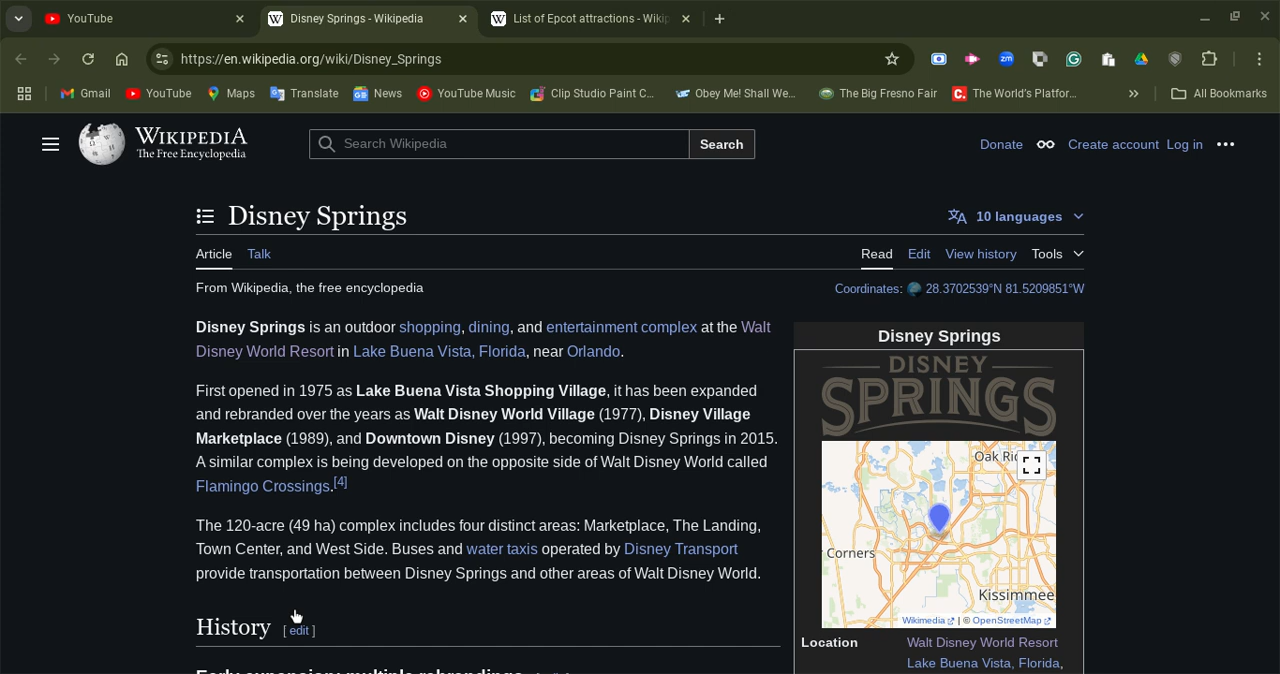 YouTube
Disney Springs - Wikipedia
List of Epcot attractions - Wikip
https://en.wikipedia.org/wiki/Disney_Springs
zm
Gmail
YouTube
Maps
Translate
News
YouTube Music
Clip Studio Paint C...
Obey Me! Shall We...
The Big Fresno Fair
The World's Platfor...
All Bookmarks
WIKIPEDIA
The Free Encyclopedia
Search Wikipedia
Search
Donate
Create account
Log in
Disney Springs
10 languages
Article
Talk
Read
Edit
View history
Tools
From Wikipedia, the free encyclopedia
Coordinates: 28.3702539°N 81.5209851°W
Disney Springs is an outdoor shopping, dining, and entertainment complex at the Walt
Disney World Resort in Lake Buena Vista, Florida, near Orlando.
First opened in 1975 as Lake Buena Vista Shopping Village, it has been expanded
and rebranded over the years as Walt Disney World Village (1977), Disney Village
Marketplace (1989), and Downtown Disney (1997), becoming Disney Springs in 2015.
A similar complex is being developed on the opposite side of Walt Disney World called
Flamingo Crossings.[4]
The 120-acre (49 ha) complex includes four distinct areas: Marketplace, The Landing,
Town Center, and West Side. Buses and water taxis operated by Disney Transport
provide transportation between Disney Springs and other areas of Walt Disney World.
History [ edit ]
Early expansion; multiple rebrandings
Disney Springs
DISNEY
SPRINGS
Oak Ric
Corners
Kissimmee
Wikimedia | © OpenStreetMap
Location
Walt Disney World Resort
Lake Buena Vista, Florida,